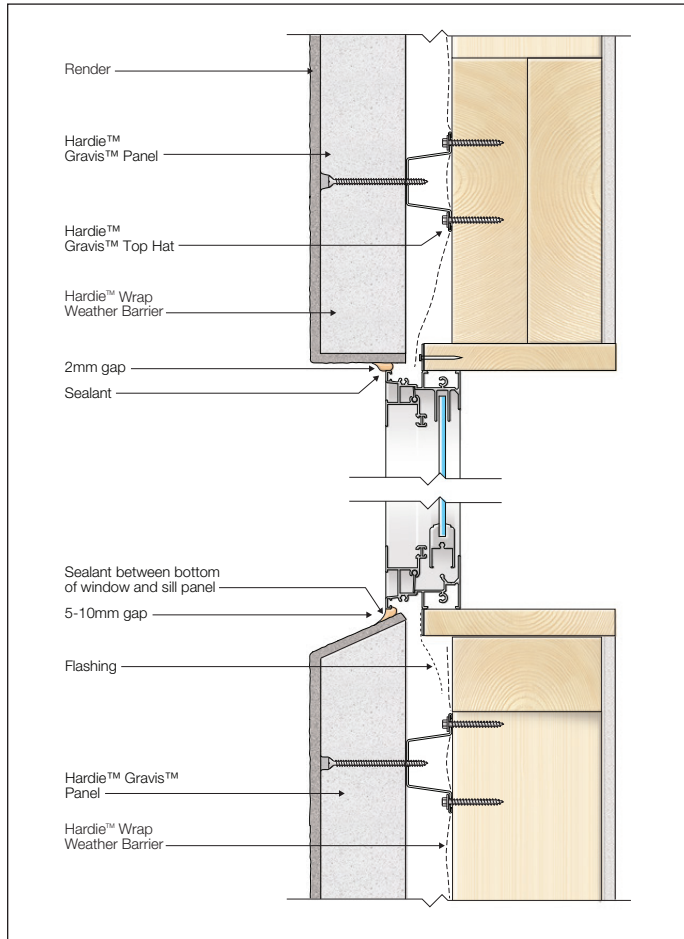 Render
Hardie™
Gravis™ Panel
Hardie™
Gravis™ Top Hat
Hardie™ Wrap
Weather Barrier
2mm gap
Sealant
Sealant between bottom
of window and sill panel
5-10mm gap
Flashing
Hardie™ Gravis™
Panel
Hardie™ Wrap
Weather Barrier